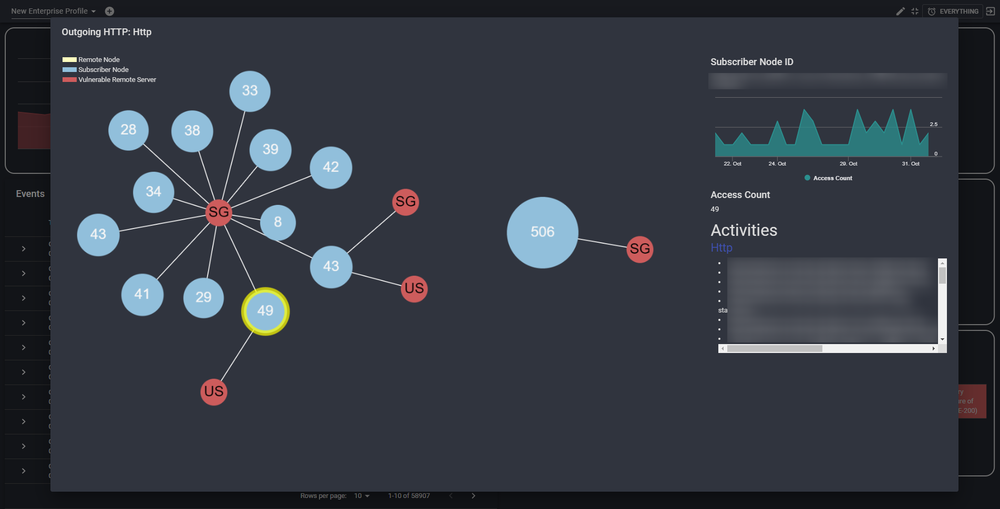 New Enterprise Profile
EVERYTHING
Outgoing HTTP: Http
Remote Node
Subscriber Node
Vulnerable Remote Server
33
28
38
39
42
34
SG
8
43
43
SG
US
41
29
49
US
506
SG
Subscriber Node ID
2.5
0
22. Oct
24. Oct
29. Oct
31. Oct
Access Count
Access Count
49
Activities
Http
sta
Events
ry
ure of
E-200)
Rows per page:
10
1-10 of 58907